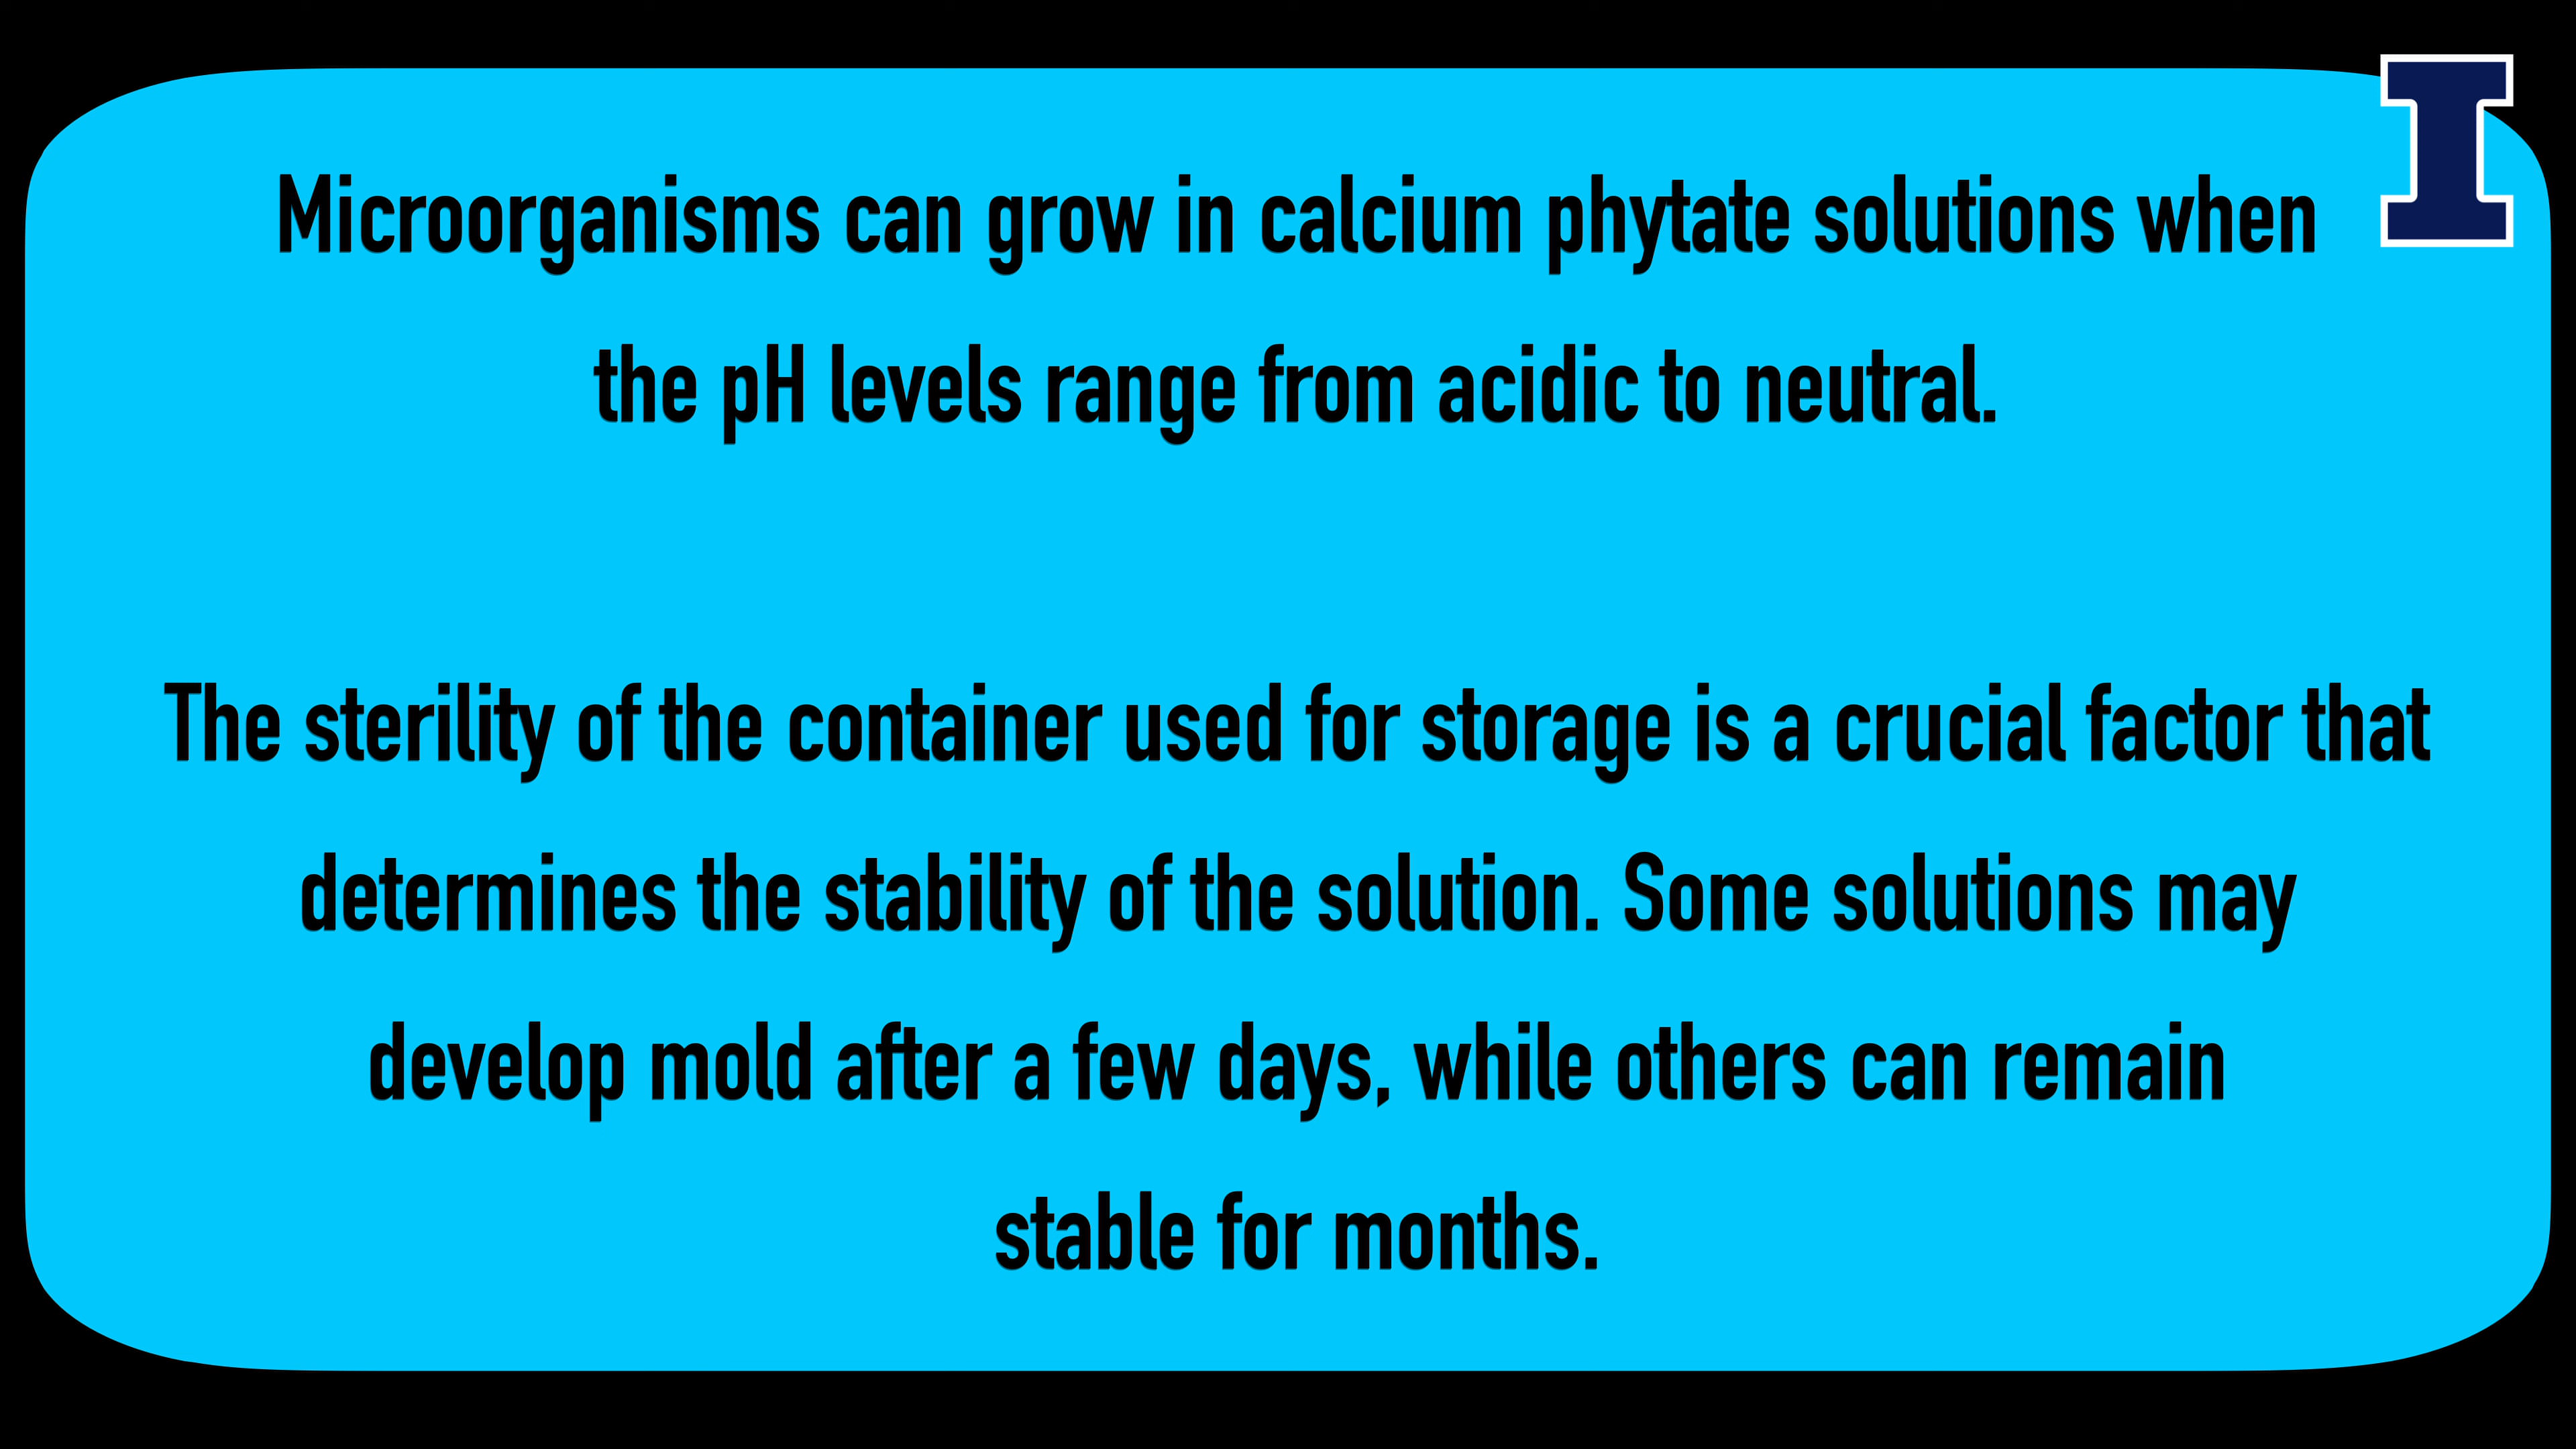 I
Microorganisms can grow in calcium phytate solutions when
the pH levels range from acidic to neutral.
The sterility of the container used for storage is a crucial factor that
determines the stability of the solution. Some solutions may
develop mold after a few days, while others can remain
stable for months.